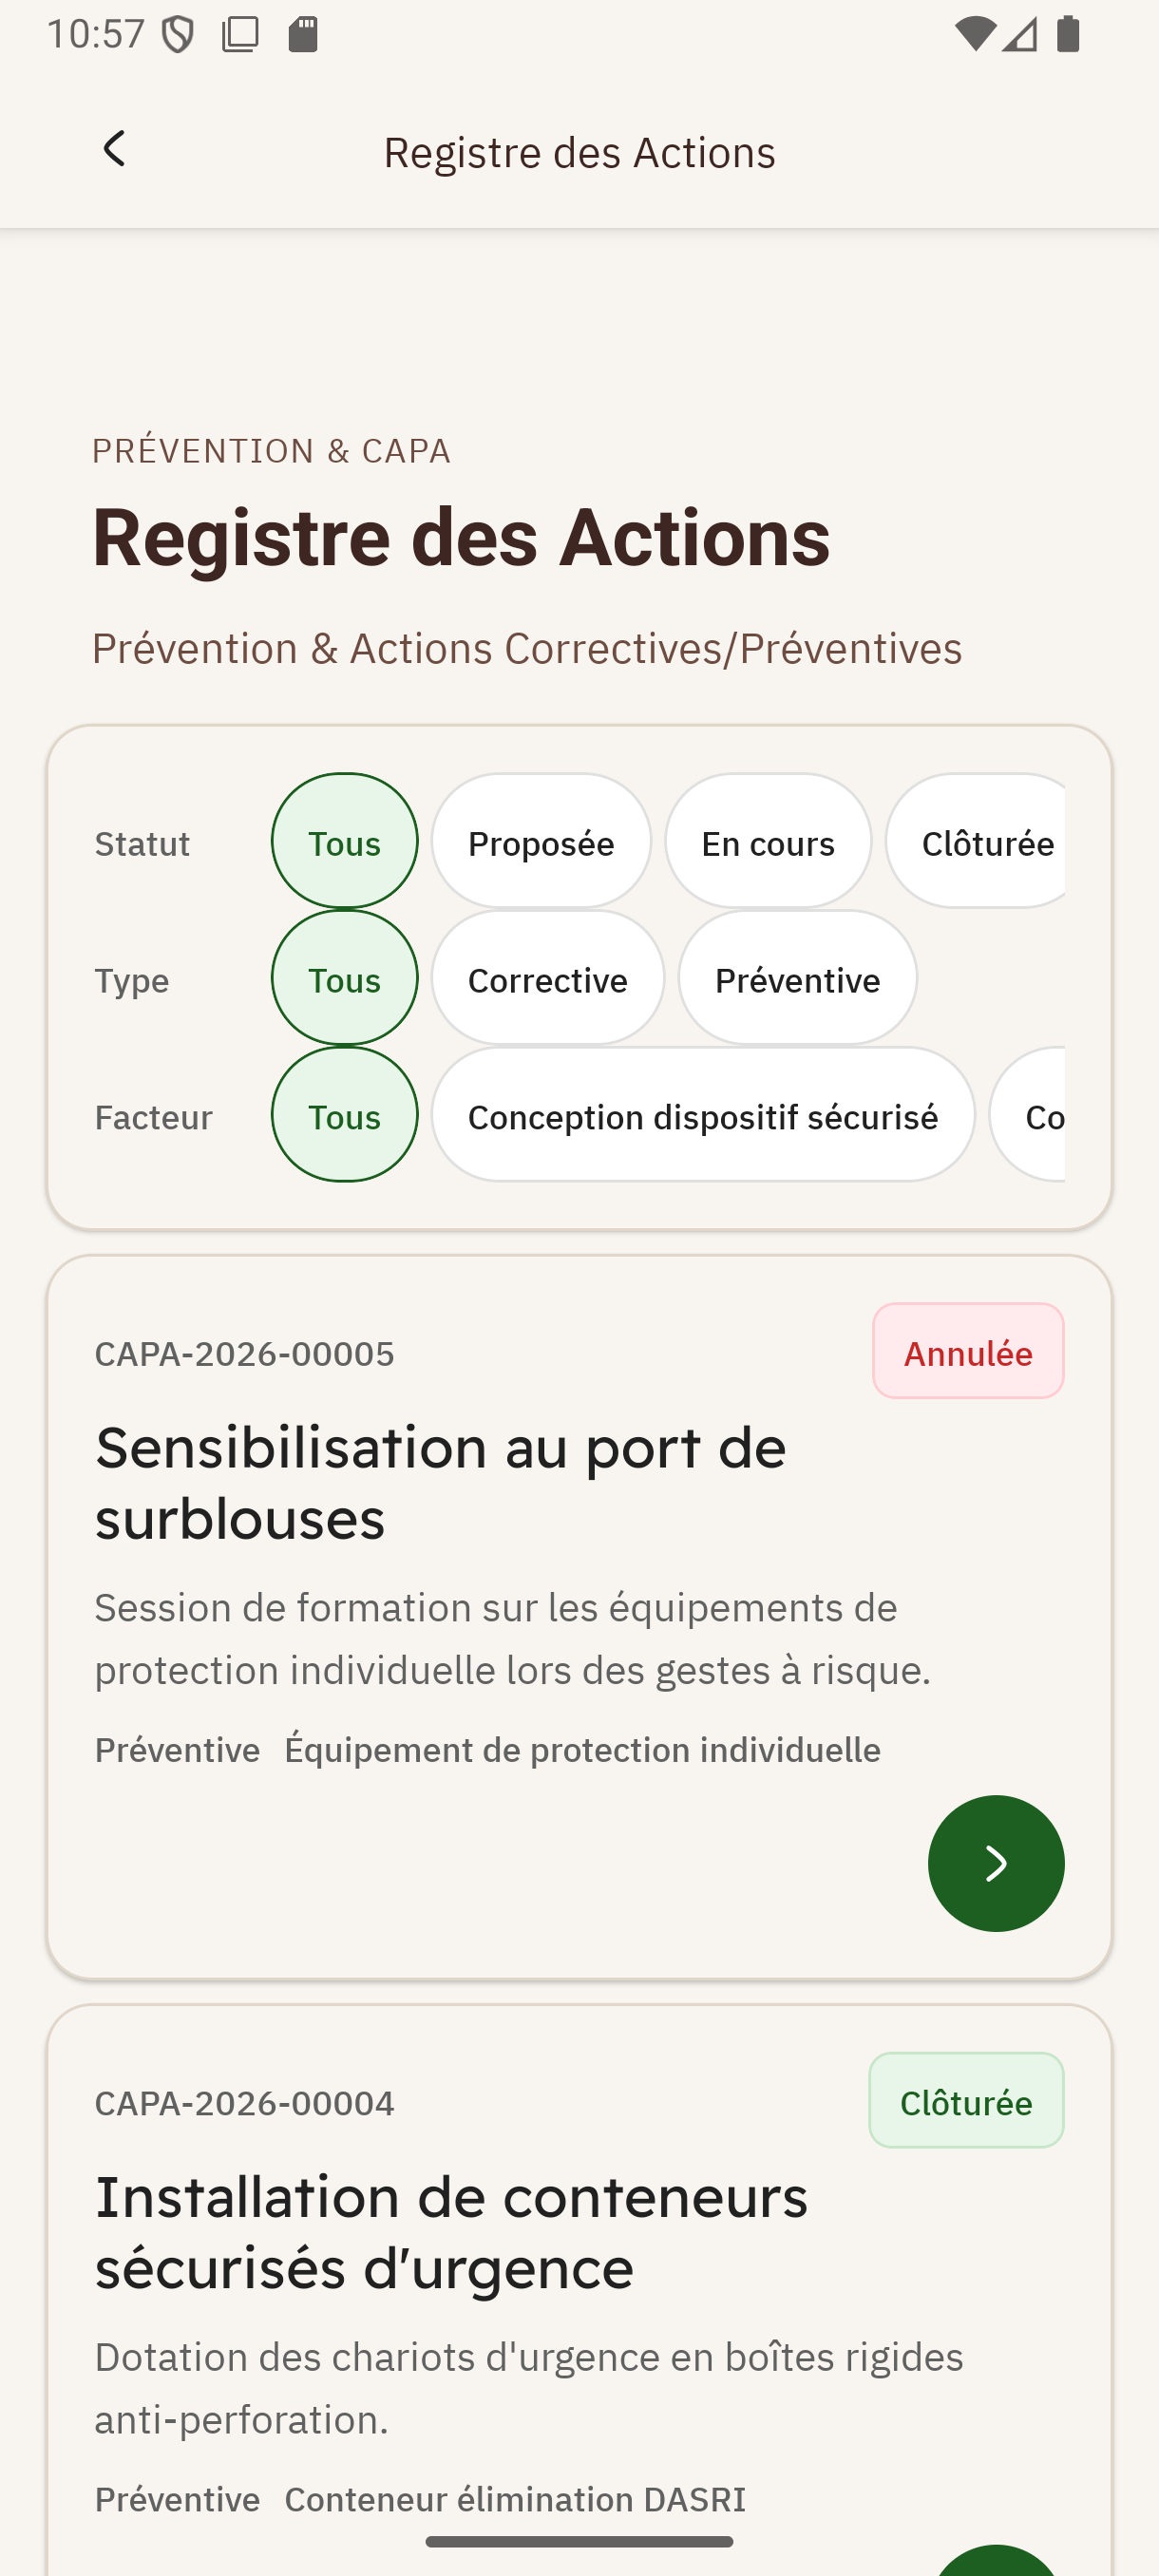 10:57
Registre des Actions
PRÉVENTION & CAPA
Registre des Actions
Prévention & Actions Correctives/Préventives
Statut Tous Proposée En cours Clôturée
Type Tous Corrective Préventive
Facteur Tous Conception dispositif sécurisé Co
CAPA-2026-00005 Annulée
Sensibilisation au port de
surblouses
Session de formation sur les équipements de
protection individuelle lors des gestes à risque.
Préventive Équipement de protection individuelle
CAPA-2026-00004 Clôturée
Installation de conteneurs
sécurisés d'urgence
Dotation des chariots d'urgence en boîtes rigides
anti-perforation.
Préventive Conteneur élimination DASRI